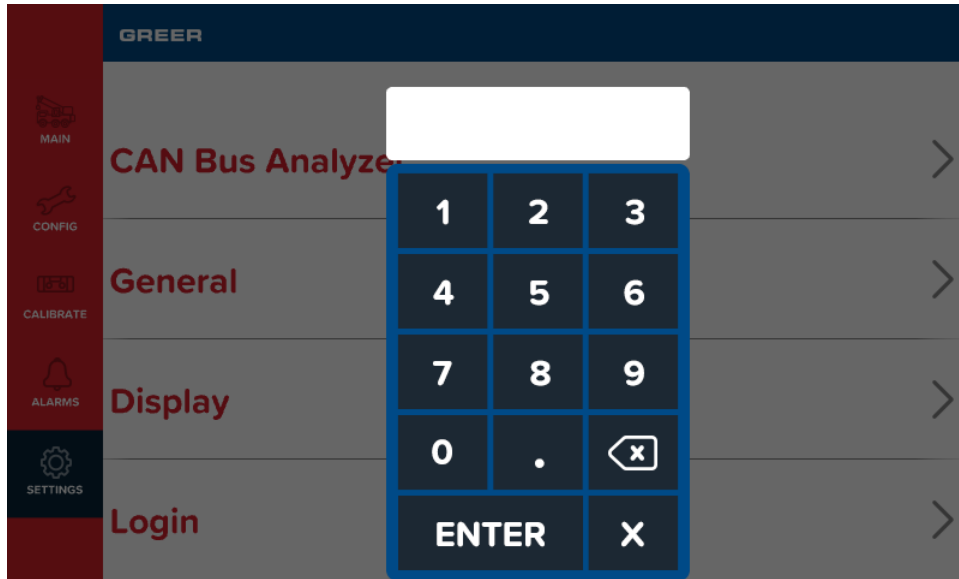 GREER
MAIN
CONFIG
CALIBRATE
ALARMS
SETTINGS
CAN Bus Analyzer
General
Display
Login
1 2 3
4 5 6
7 8 9
0 .
ENTER X